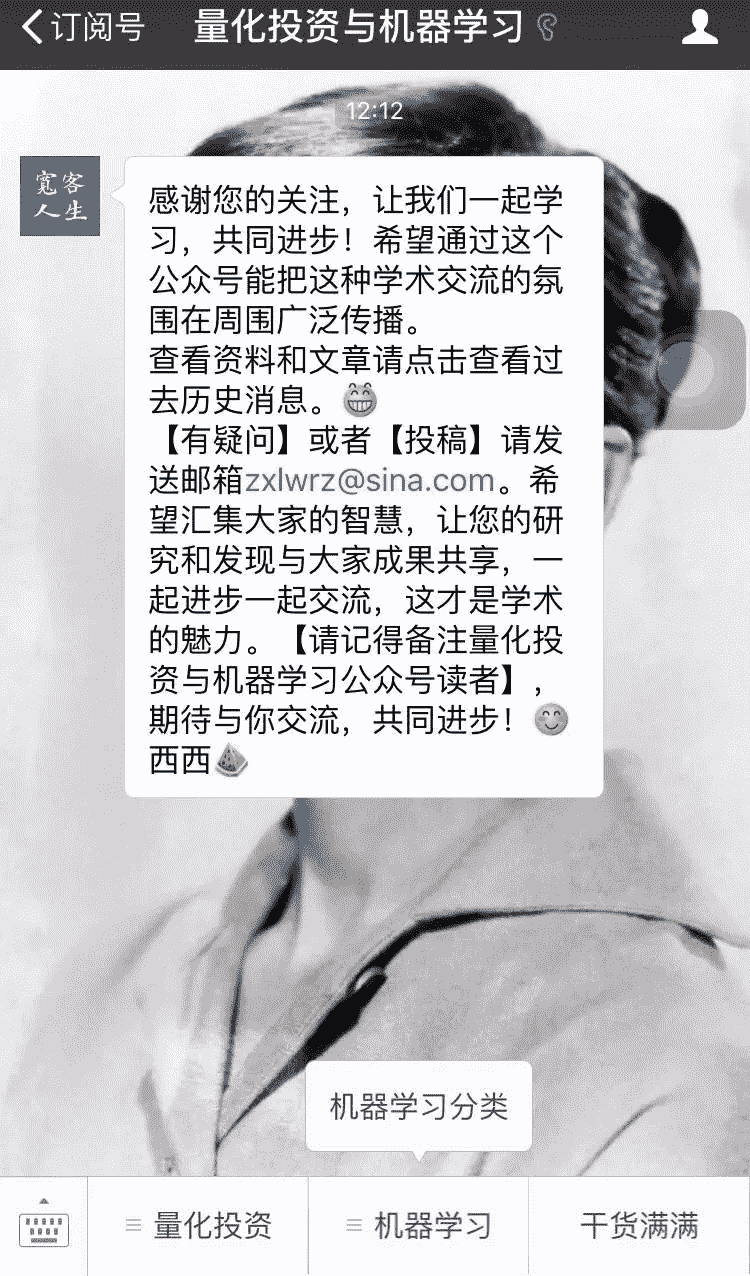 订阅号
量化投资与机器学习
12:12
寬客
人生
感谢您的关注，让我们一起学
习，共同进步！希望通过这个
公众号能把这种学术交流的氛
围在周围广泛传播。
查看资料和文章请点击查看过
去历史消息。😁
【有疑问】或者【投稿】请发
送邮箱zxlwrz@sina.com。希
望汇集大家的智慧，让您的研
究和发现与大家成果共享，一
起进步一起交流，这才是学术
的魅力。【请记得备注量化投
资与机器学习公众号读者】，
期待与你交流，共同进步！😊
西西🍉
机器学习分类
量化投资
机器学习
干货满满